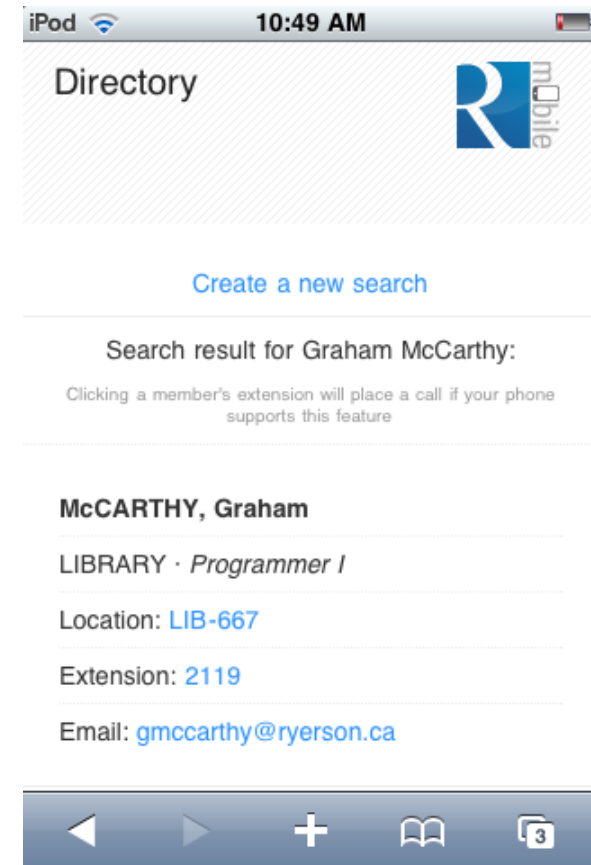 iPod 10:49 AM
Directory
R mobile
Create a new search
Search result for Graham McCarthy:
Clicking a member's extension will place a call if your phone
supports this feature
McCARTHY, Graham
LIBRARY · Programmer I
Location: LIB-667
Extension: 2119
Email: gmccarthy@ryerson.ca
3